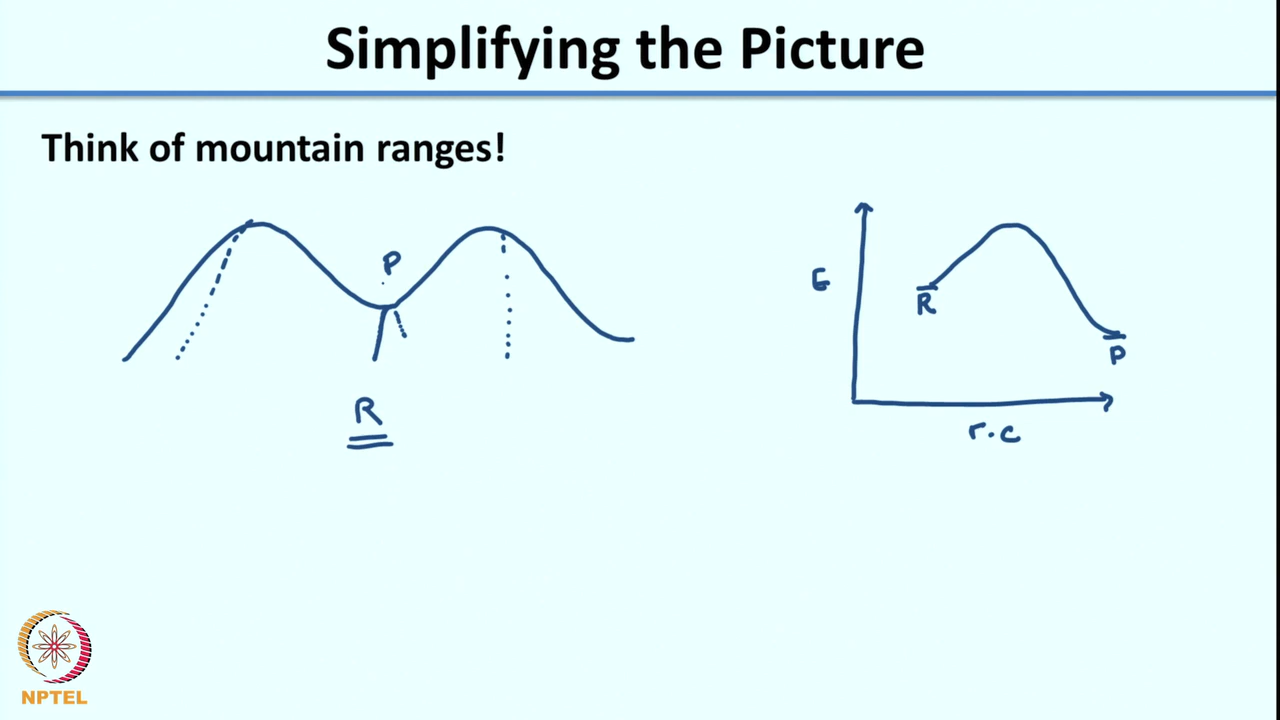 Simplifying the Picture
Think of mountain ranges!
P
R
E
R
P
r.c
NPTEL